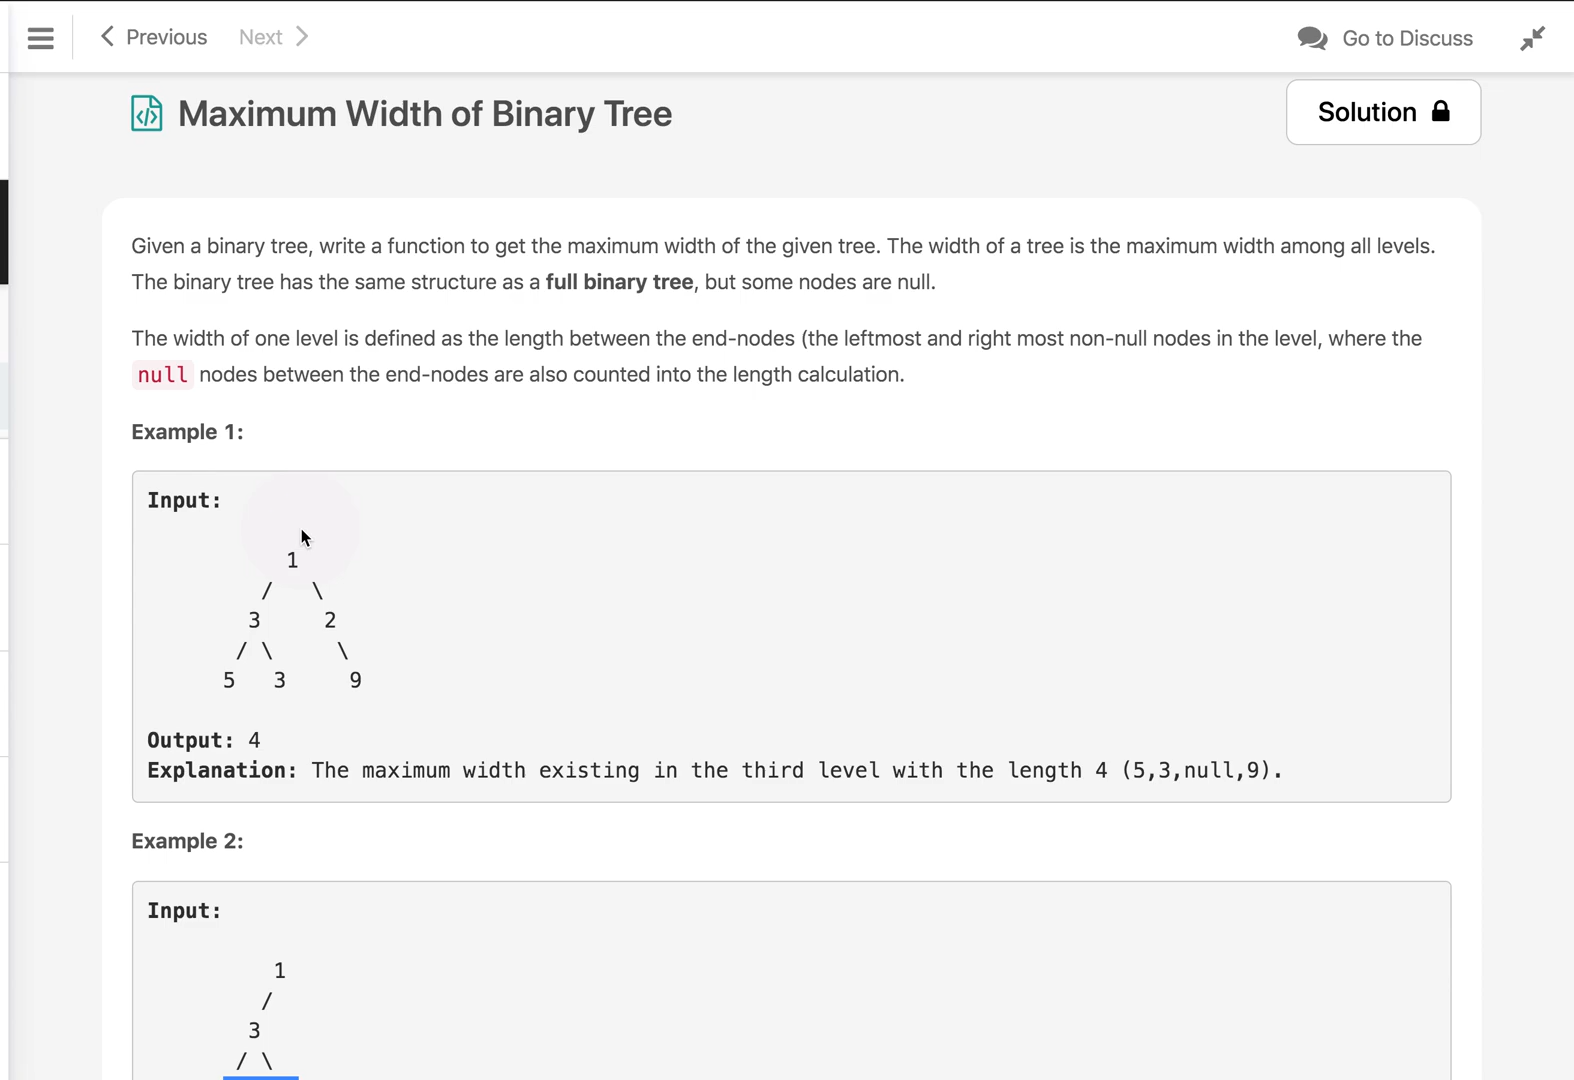 Previous Next Go to Discuss
Maximum Width of Binary Tree
Solution
Given a binary tree, write a function to get the maximum width of the given tree. The width of a tree is the maximum width among all levels.
The binary tree has the same structure as a full binary tree, but some nodes are null.
The width of one level is defined as the length between the end-nodes (the leftmost and right most non-null nodes in the level, where the
null nodes between the end-nodes are also counted into the length calculation.
Example 1:
Input:
1
/ \
3 2
/ \ \
5 3 9
Output: 4
Explanation: The maximum width existing in the third level with the length 4 (5,3,null,9).
Example 2:
Input:
1
/
3
/ \